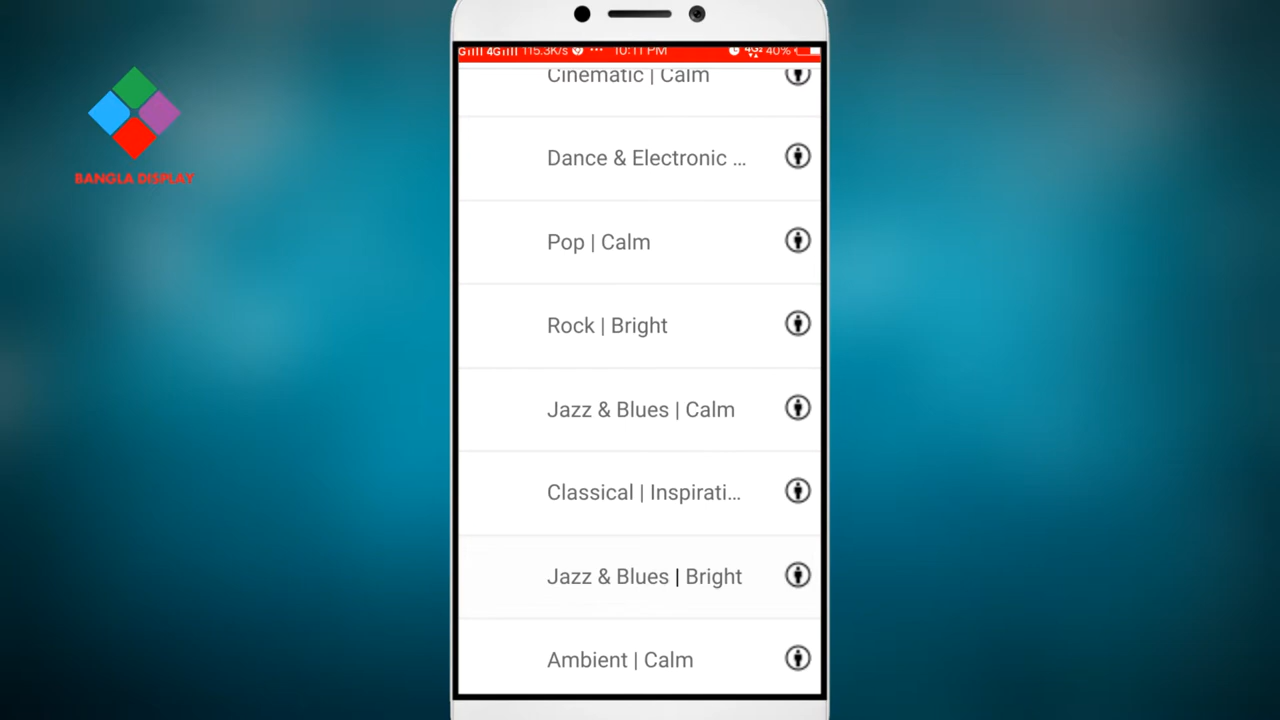 BANGLA DISPLAY
4G 115.3K/s ··· 10:11 PM 4G 40%
Cinematic | Calm
Dance & Electronic ...
Pop | Calm
Rock | Bright
Jazz & Blues | Calm
Classical | Inspirati...
Jazz & Blues | Bright
Ambient | Calm